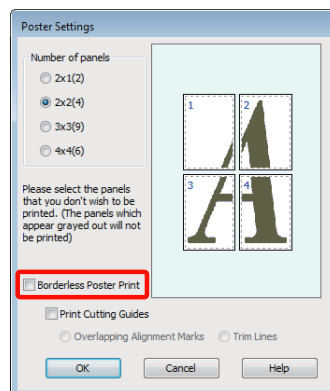 Poster Settings
Number of panels
2x1(2)
2x2(4)
3x3(9)
4x4(6)
1
2
3
4
Please select the panels
that you don't wish to be
printed. (The panels which
appear grayed out will not
be printed)
Borderless Poster Print
Print Cutting Guides
Overlapping Alignment Marks
Trim Lines
OK
Cancel
Help